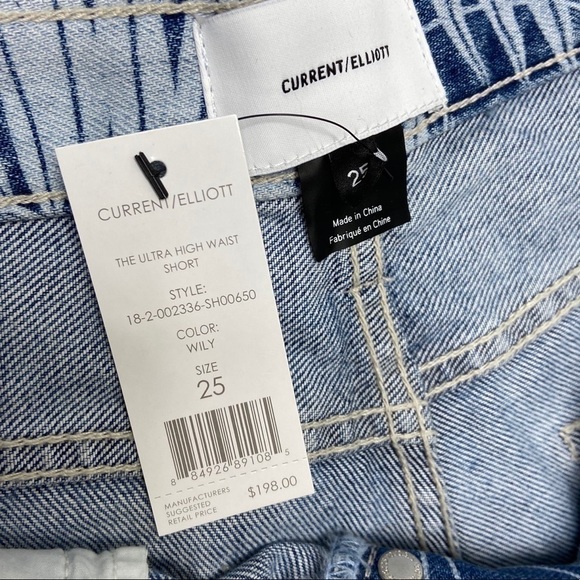 CURRENT/ELLIOTT
25
Made in China
Fabriqué en Chine
CURRENT/ELLIOTT
THE ULTRA HIGH WAIST
SHORT
STYLE:
18-2-002336-SH00650
COLOR:
WILY
SIZE
25
8 84926 89108 5
MANUFACTURERS
SUGGESTED
RETAIL PRICE
$198.00